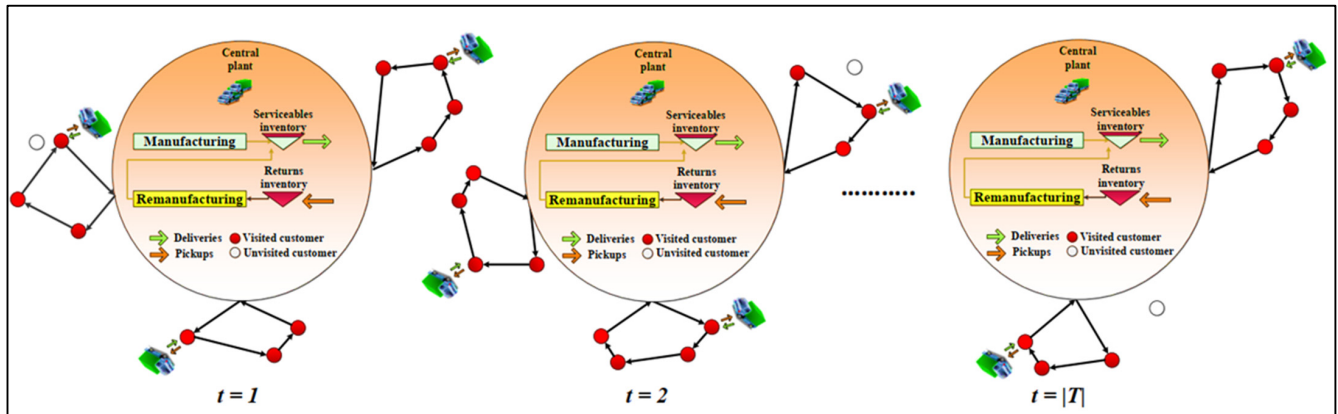 Central
plant
Serviceables
inventory
Manufacturing
Returns
inventory
Remanufacturing
Deliveries
Visited customer
Pickups
Unvisited customer
t = 1
Central
plant
Serviceables
inventory
Manufacturing
Returns
inventory
Remanufacturing
Deliveries
Visited customer
Pickups
Unvisited customer
t = 2
............
Central
plant
Serviceables
inventory
Manufacturing
Returns
inventory
Remanufacturing
Deliveries
Visited customer
Pickups
Unvisited customer
t = |T|